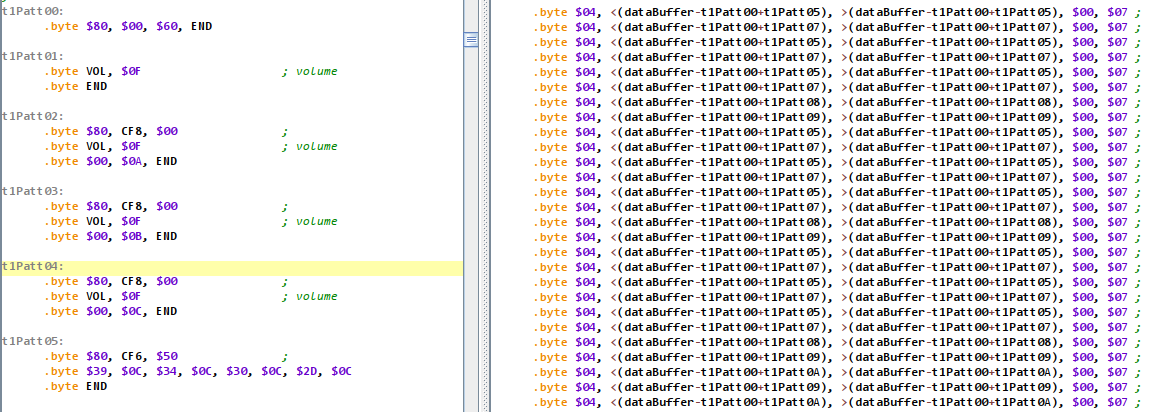 t1Patt00:
.byte $80, $00, $60, END
t1Patt01:
.byte VOL, $0F ; volume
.byte END
t1Patt02:
.byte $80, CF8, $00 ;
.byte VOL, $0F ; volume
.byte $00, $0A, END
t1Patt03:
.byte $80, CF8, $00 ;
.byte VOL, $0F ; volume
.byte $00, $0B, END
t1Patt04:
.byte $80, CF8, $00 ;
.byte VOL, $0F ; volume
.byte $00, $0C, END
t1Patt05:
.byte $80, CF6, $50 ;
.byte $39, $0C, $34, $0C, $30, $0C, $2D, $0C
.byte END
.byte $04, <(dataBuffer-t1Patt00+t1Patt05), >(dataBuffer-t1Patt00+t1Patt05), $00, $07 ;
.byte $04, <(dataBuffer-t1Patt00+t1Patt07), >(dataBuffer-t1Patt00+t1Patt07), $00, $07 ;
.byte $04, <(dataBuffer-t1Patt00+t1Patt05), >(dataBuffer-t1Patt00+t1Patt05), $00, $07 ;
.byte $04, <(dataBuffer-t1Patt00+t1Patt07), >(dataBuffer-t1Patt00+t1Patt07), $00, $07 ;
.byte $04, <(dataBuffer-t1Patt00+t1Patt05), >(dataBuffer-t1Patt00+t1Patt05), $00, $07 ;
.byte $04, <(dataBuffer-t1Patt00+t1Patt07), >(dataBuffer-t1Patt00+t1Patt07), $00, $07 ;
.byte $04, <(dataBuffer-t1Patt00+t1Patt08), >(dataBuffer-t1Patt00+t1Patt08), $00, $07 ;
.byte $04, <(dataBuffer-t1Patt00+t1Patt09), >(dataBuffer-t1Patt00+t1Patt09), $00, $07 ;
.byte $04, <(dataBuffer-t1Patt00+t1Patt05), >(dataBuffer-t1Patt00+t1Patt05), $00, $07 ;
.byte $04, <(dataBuffer-t1Patt00+t1Patt07), >(dataBuffer-t1Patt00+t1Patt07), $00, $07 ;
.byte $04, <(dataBuffer-t1Patt00+t1Patt05), >(dataBuffer-t1Patt00+t1Patt05), $00, $07 ;
.byte $04, <(dataBuffer-t1Patt00+t1Patt07), >(dataBuffer-t1Patt00+t1Patt07), $00, $07 ;
.byte $04, <(dataBuffer-t1Patt00+t1Patt05), >(dataBuffer-t1Patt00+t1Patt05), $00, $07 ;
.byte $04, <(dataBuffer-t1Patt00+t1Patt07), >(dataBuffer-t1Patt00+t1Patt07), $00, $07 ;
.byte $04, <(dataBuffer-t1Patt00+t1Patt08), >(dataBuffer-t1Patt00+t1Patt08), $00, $07 ;
.byte $04, <(dataBuffer-t1Patt00+t1Patt09), >(dataBuffer-t1Patt00+t1Patt09), $00, $07 ;
.byte $04, <(dataBuffer-t1Patt00+t1Patt05), >(dataBuffer-t1Patt00+t1Patt05), $00, $07 ;
.byte $04, <(dataBuffer-t1Patt00+t1Patt07), >(dataBuffer-t1Patt00+t1Patt07), $00, $07 ;
.byte $04, <(dataBuffer-t1Patt00+t1Patt05), >(dataBuffer-t1Patt00+t1Patt05), $00, $07 ;
.byte $04, <(dataBuffer-t1Patt00+t1Patt07), >(dataBuffer-t1Patt00+t1Patt07), $00, $07 ;
.byte $04, <(dataBuffer-t1Patt00+t1Patt05), >(dataBuffer-t1Patt00+t1Patt05), $00, $07 ;
.byte $04, <(dataBuffer-t1Patt00+t1Patt07), >(dataBuffer-t1Patt00+t1Patt07), $00, $07 ;
.byte $04, <(dataBuffer-t1Patt00+t1Patt08), >(dataBuffer-t1Patt00+t1Patt08), $00, $07 ;
.byte $04, <(dataBuffer-t1Patt00+t1Patt09), >(dataBuffer-t1Patt00+t1Patt09), $00, $07 ;
.byte $04, <(dataBuffer-t1Patt00+t1Patt0A), >(dataBuffer-t1Patt00+t1Patt0A), $00, $07 ;
.byte $04, <(dataBuffer-t1Patt00+t1Patt09), >(dataBuffer-t1Patt00+t1Patt09), $00, $07 ;
.byte $04, <(dataBuffer-t1Patt00+t1Patt0A), >(dataBuffer-t1Patt00+t1Patt0A), $00, $07 ;